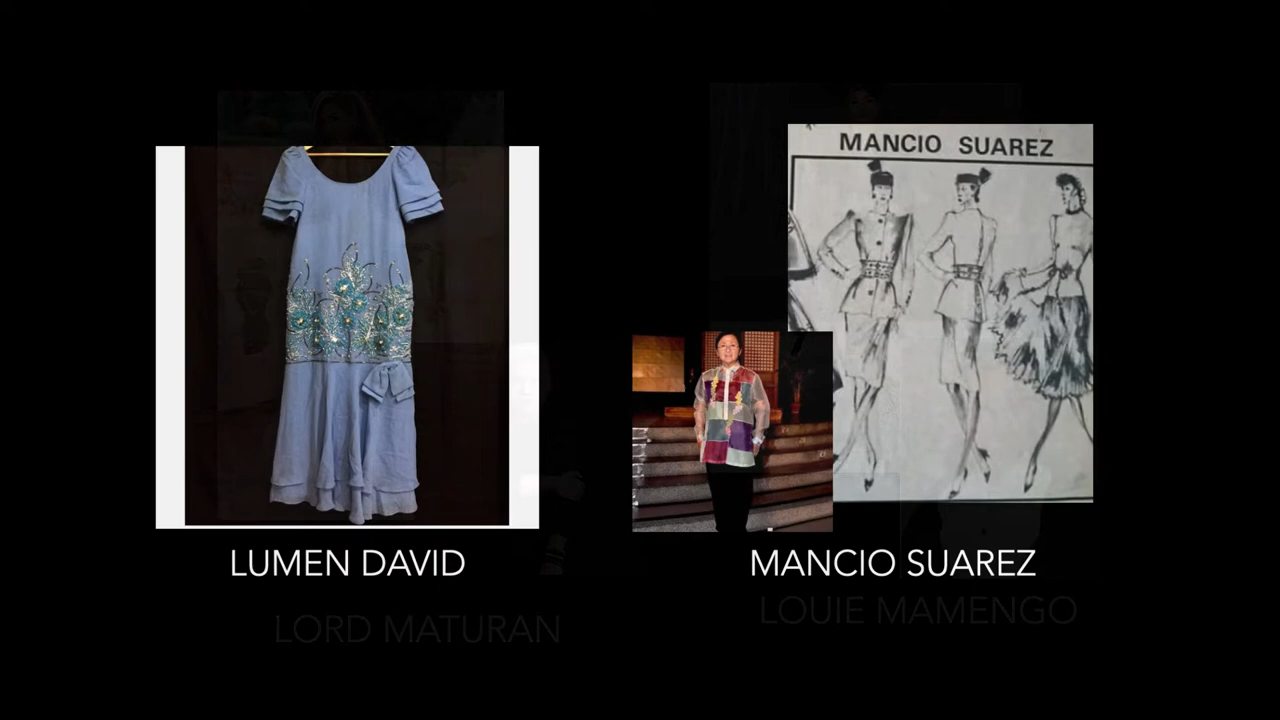 MANCIO SUAREZ
LUMEN DAVID
MANCIO SUAREZ
LORD MATURAN
LOUIE MAMENGO